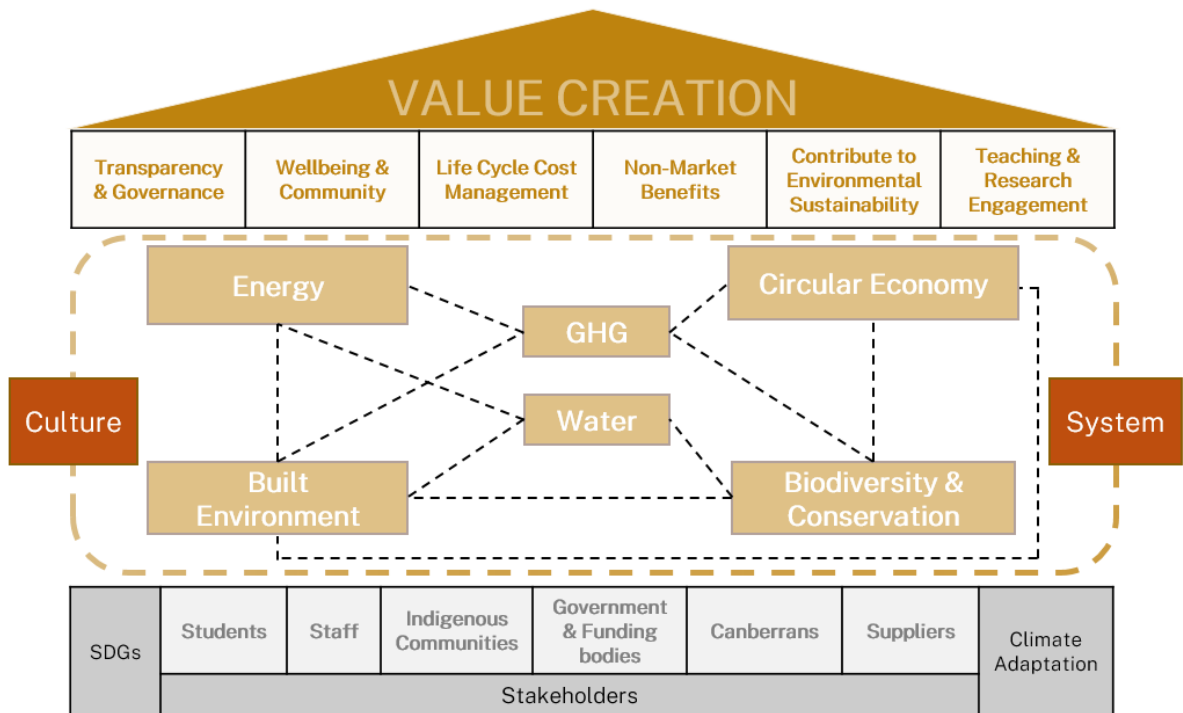 VALUE CREATION
Transparency
& Governance
Wellbeing &
Community
Life Cycle Cost
Management
Non-Market
Benefits
Contribute to
Environmental
Sustainability
Teaching &
Research
Engagement
Energy
Circular Economy
GHG
Culture
Water
System
Built
Environment
Biodiversity &
Conservation
SDGs
Students
Staff
Indigenous
Communities
Government
& Funding
bodies
Canberrans
Suppliers
Climate
Adaptation
Stakeholders